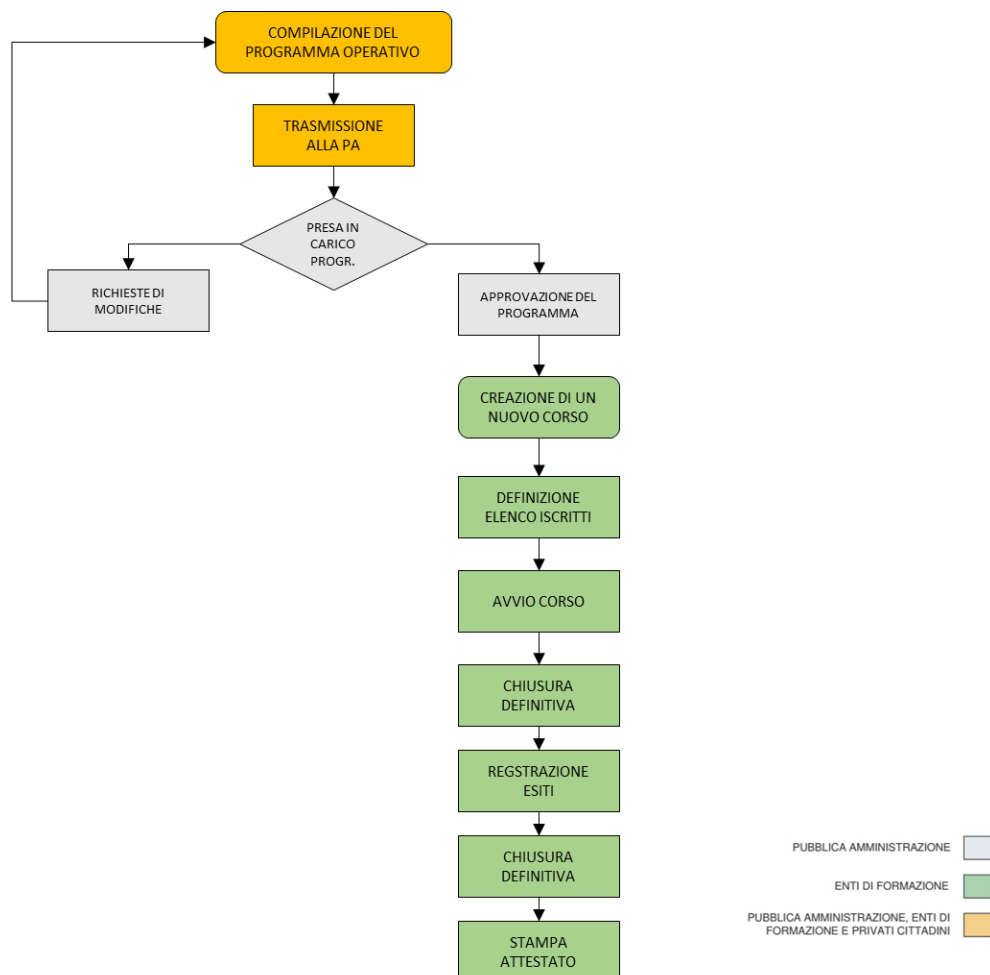 COMPILAZIONE DEL
PROGRAMMA OPERATIVO
TRASMISSIONE
ALLA PA
PRESA IN
CARICO
PROGR.
RICHIESTE DI
MODIFICHE
APPROVAZIONE DEL
PROGRAMMA
CREAZIONE DI UN
NUOVO CORSO
DEFINIZIONE
ELENCO ISCRITTI
AVVIO CORSO
CHIUSURA
DEFINITIVA
REGSTRAZIONE
ESITI
CHIUSURA
DEFINITIVA
STAMPA
ATTESTATO
PUBBLICA AMMINISTRAZIONE
ENTI DI FORMAZIONE
PUBBLICA AMMINISTRAZIONE, ENTI DI
FORMAZIONE E PRIVATI CITTADINI